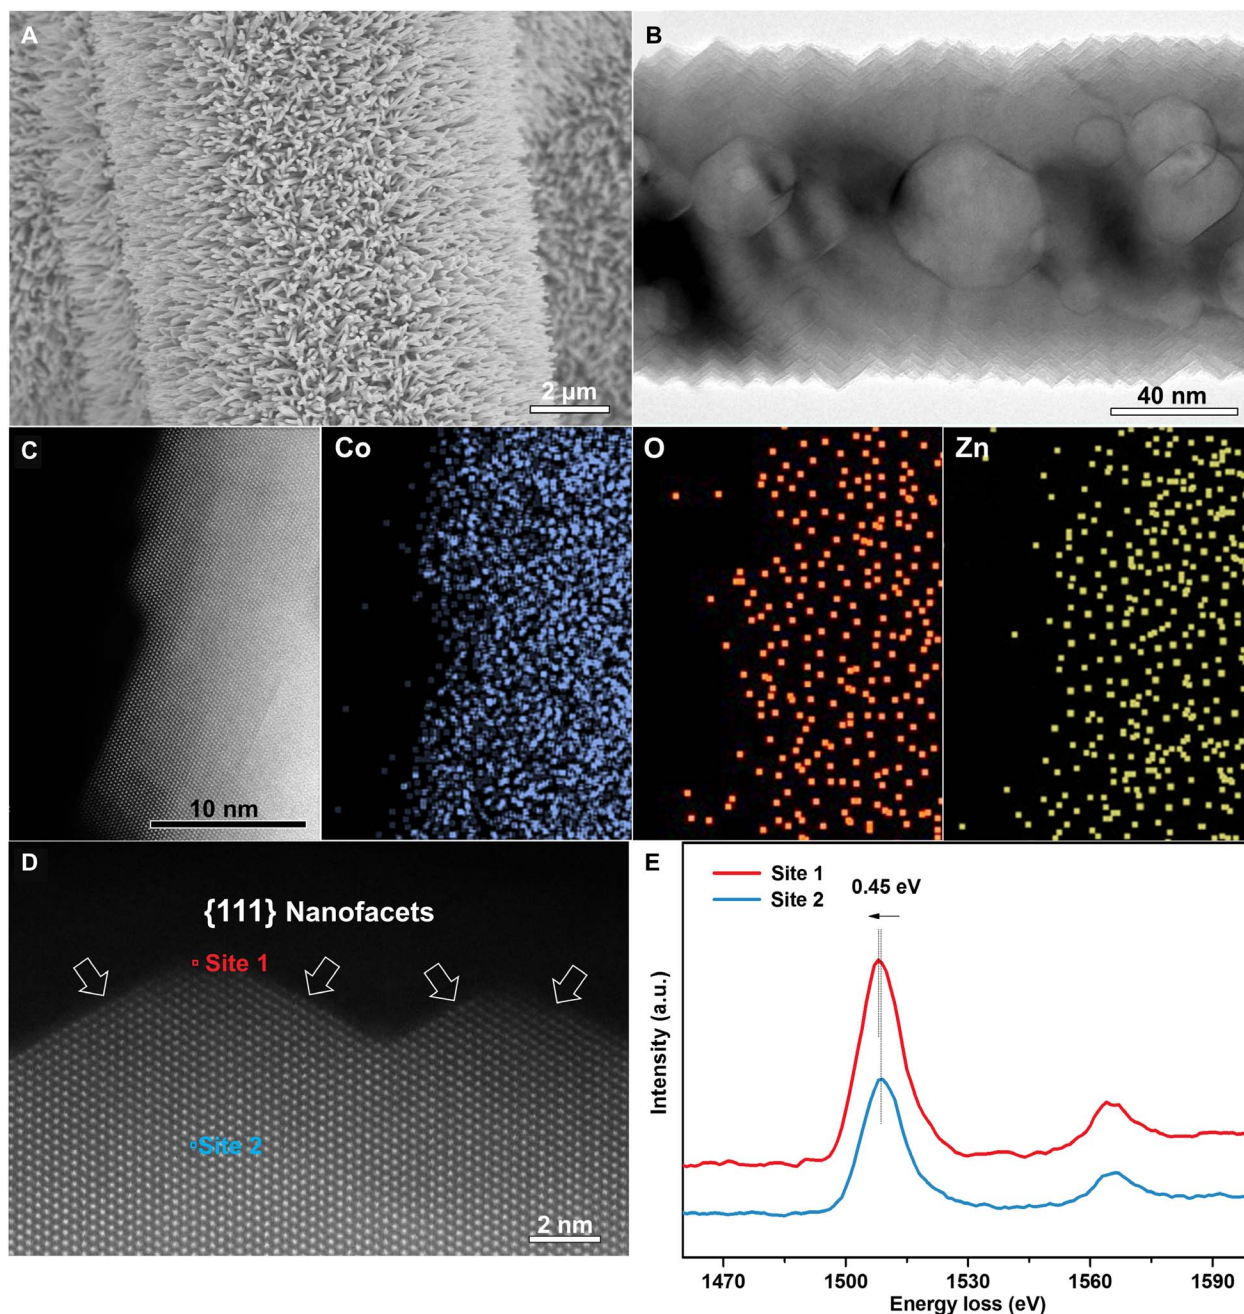 A
2 µm
B
40 nm
C
10 nm
Co
O
Zn
D
{111} Nanofacets
Site 1
Site 2
2 nm
E
Site 1
Site 2
0.45 eV
Intensity (a.u.)
1470 1500 1530 1560 1590
Energy loss (eV)